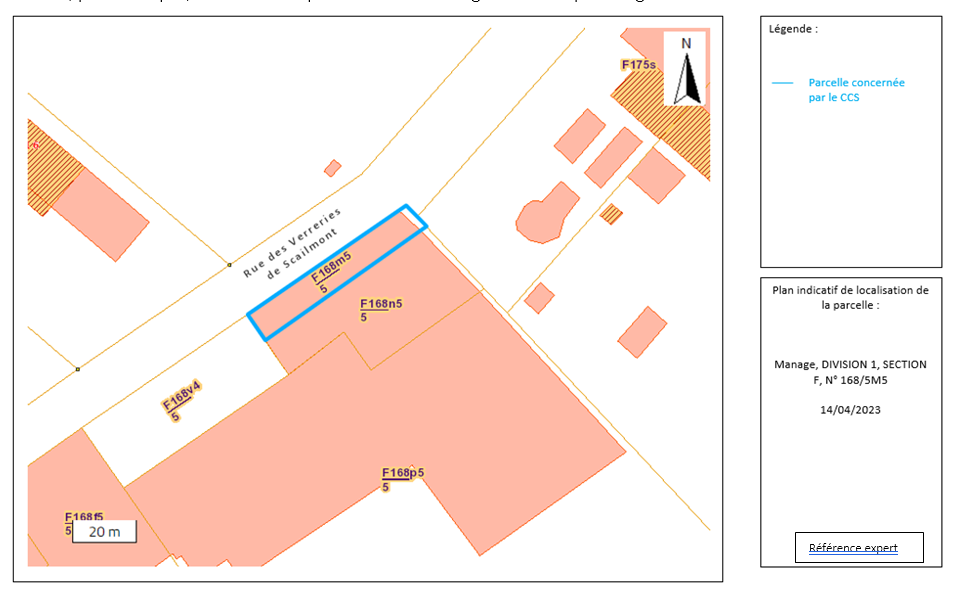 N
F175s
Rue des Verreries
de Scailmont
F168m5
5
F168n5
5
F168v4
5
F168p5
5
F168f5
5
20 m
Légende :
Parcelle concernée
par le CCS
Plan indicatif de localisation de
la parcelle :
Manage, DIVISION 1, SECTION
F, N° 168/5M5
14/04/2023
Référence expert